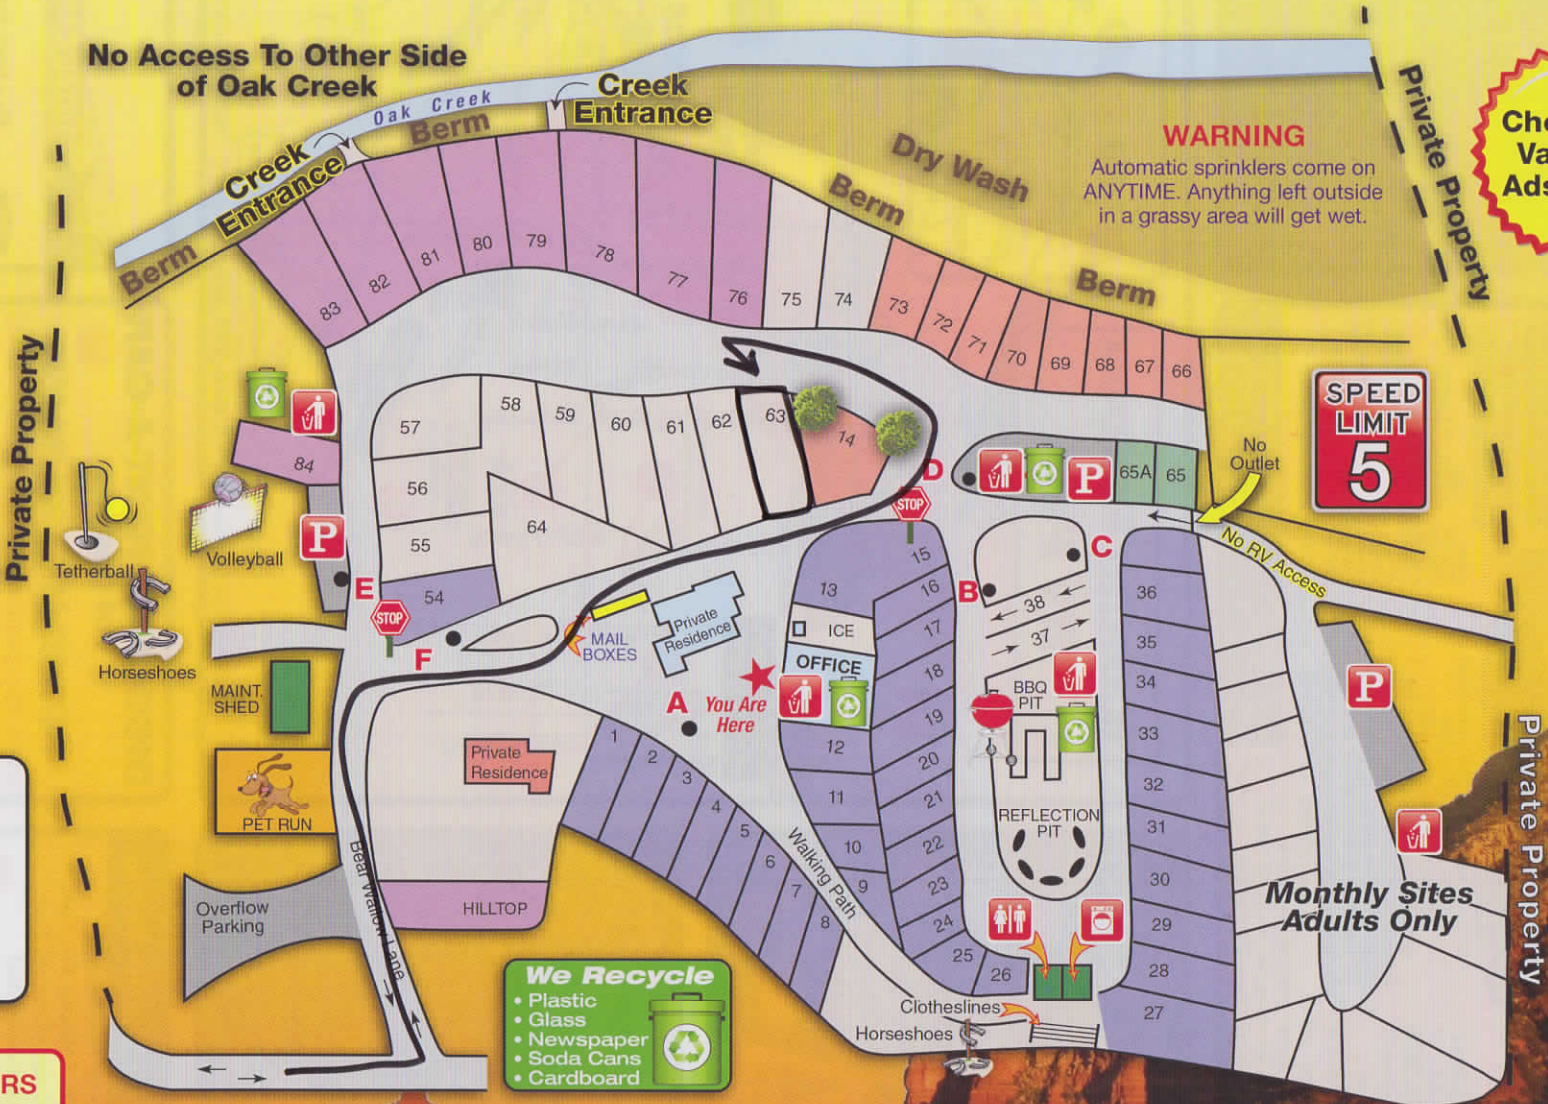 No Access To Other Side
of Oak Creek
Oak Creek
Creek
Entrance
Creek
Entrance
Berm
Berm
Berm
Berm
Dry Wash
WARNING
Automatic sprinklers come on
ANYTIME. Anything left outside
in a grassy area will get wet.
Private Property
Private Property
Private Property
Private Property
Private Property
83
82
81
80
79
78
77
76
75
74
73
72
71
70
69
68
67
66
SPEED
LIMIT
5
No
Outlet
No RV Access
57
58
59
60
61
62
63
14
56
55
54
64
84
P
Volleyball
Tetherball
Horseshoes
E
STOP
F
MAIL
BOXES
Private
Residence
D
STOP
P
65A
65
C
B
38
37
BBQ
PIT
REFLECTION
PIT
13
ICE
OFFICE
A
You Are
Here
12
11
10
9
15
16
17
18
19
20
21
22
23
24
25
26
36
35
34
33
32
31
30
29
28
27
P
Monthly Sites
Adults Only
MAINT.
SHED
PET RUN
Private
Residence
HILLTOP
Bear Wallow Lane
Overflow
Parking
1
2
3
4
5
6
7
8
Walking Path
Clotheslines
Horseshoes
We Recycle
• Plastic
• Glass
• Newspaper
• Soda Cans
• Cardboard
RS